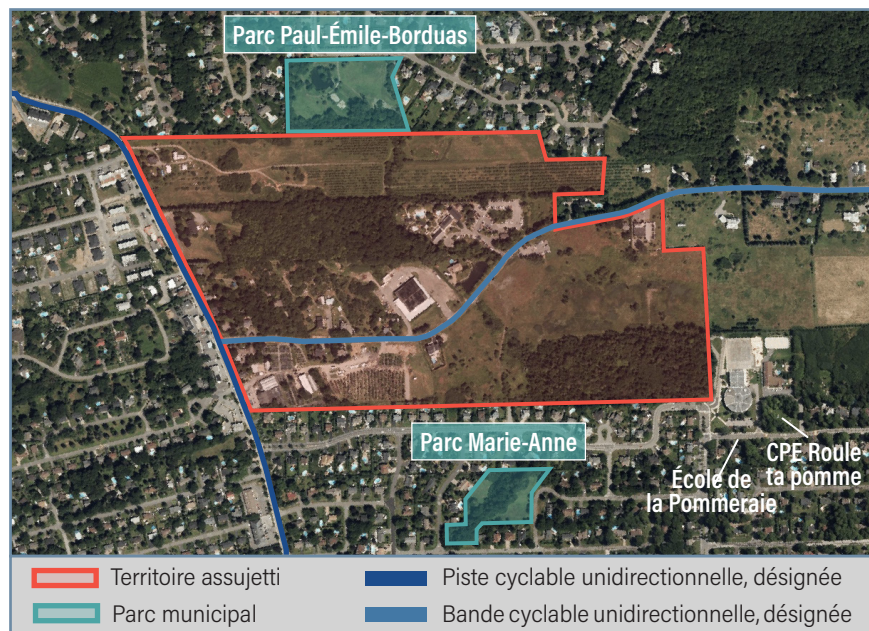 Parc Paul-Émile-Borduas
Parc Marie-Anne
École de
la Pommeraie
CPE Roule
ta pomme
Territoire assujetti
Piste cyclable unidirectionnelle, désignée
Parc municipal
Bande cyclable unidirectionnelle, désignée